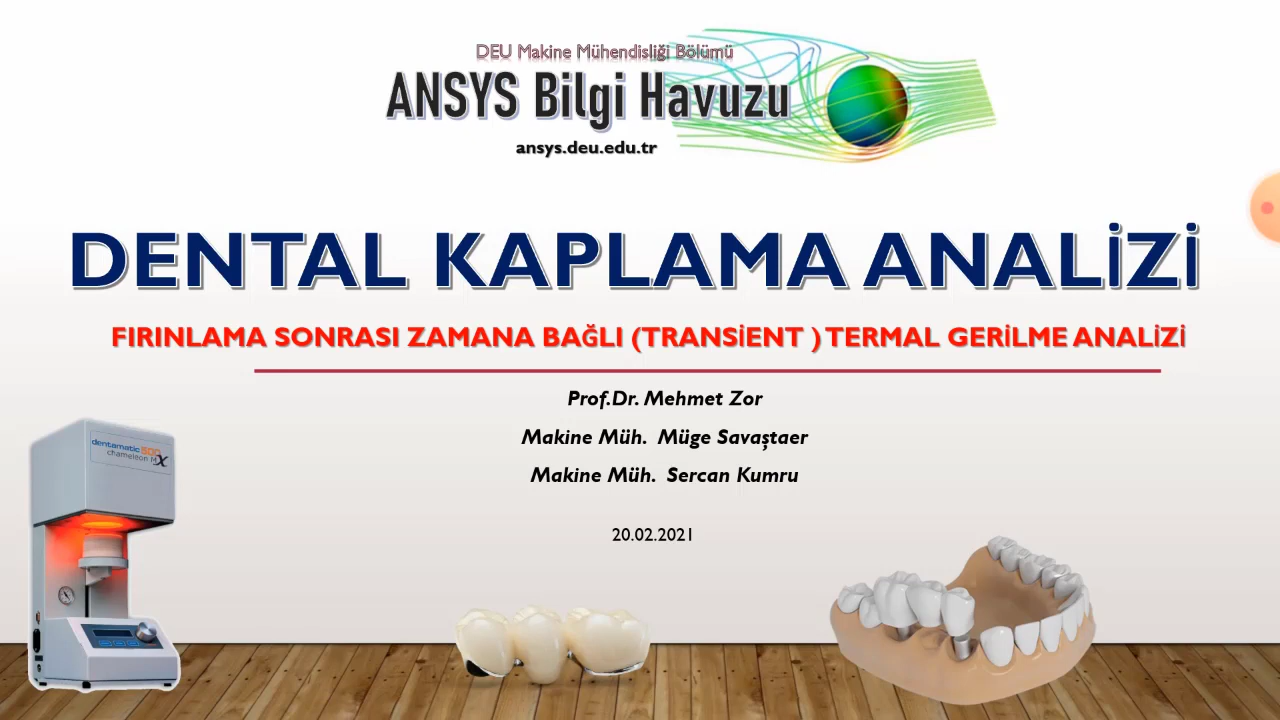 DEU Makine Mühendisliği Bölümü
ANSYS Bilgi Havuzu
ansys.deu.edu.tr
DENTAL KAPLAMA ANALİZİ
FIRINLAMA SONRASI ZAMANA BAĞLI (TRANSİENT ) TERMAL GERİLME ANALİZİ
Prof.Dr. Mehmet Zor
Makine Müh. Müge Savaştaer
Makine Müh. Sercan Kumru
20.02.2021
dentamatic 500
chameleon MX